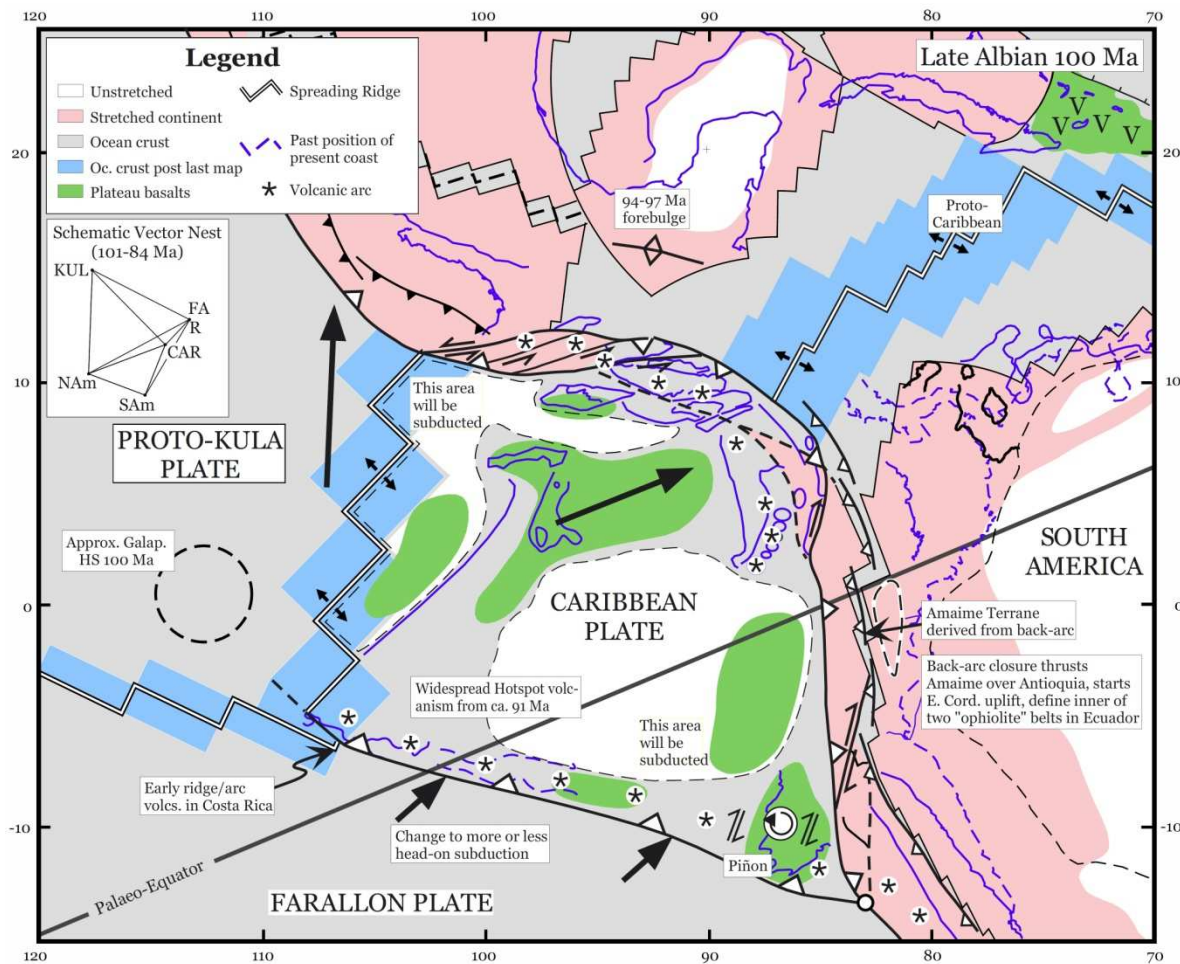 120
110
100
90
80
70
Legend
Unstretched
Stretched continent
Ocean crust
Oc. crust post last map
Plateau basalts
Spreading Ridge
Past position of
present coast
Volcanic arc
Late Albian 100 Ma
V
V
V
V
20
20
94-97 Ma
forebulge
Proto-
Caribbean
Schematic Vector Nest
(101-84 Ma)
KUL
FA
R
CAR
NAm
SAm
10
10
This area
will be
subducted
PROTO-KULA
PLATE
Approx. Galap.
HS 100 Ma
SOUTH
AMERICA
0
0
CARIBBEAN
PLATE
Amaime Terrane
derived from back-arc
Back-arc closure thrusts
Amaime over Antioquia, starts
E. Cord. uplift, define inner of
two "ophiolite" belts in Ecuador
Widespread Hotspot volc-
anism from ca. 91 Ma
This area
will be
subducted
Early ridge/arc
volcs. in Costa Rica
-10
-10
Change to more or less
head-on subduction
Piñon
Palaeo-Equator
FARALLON PLATE
120
110
100
90
80
70